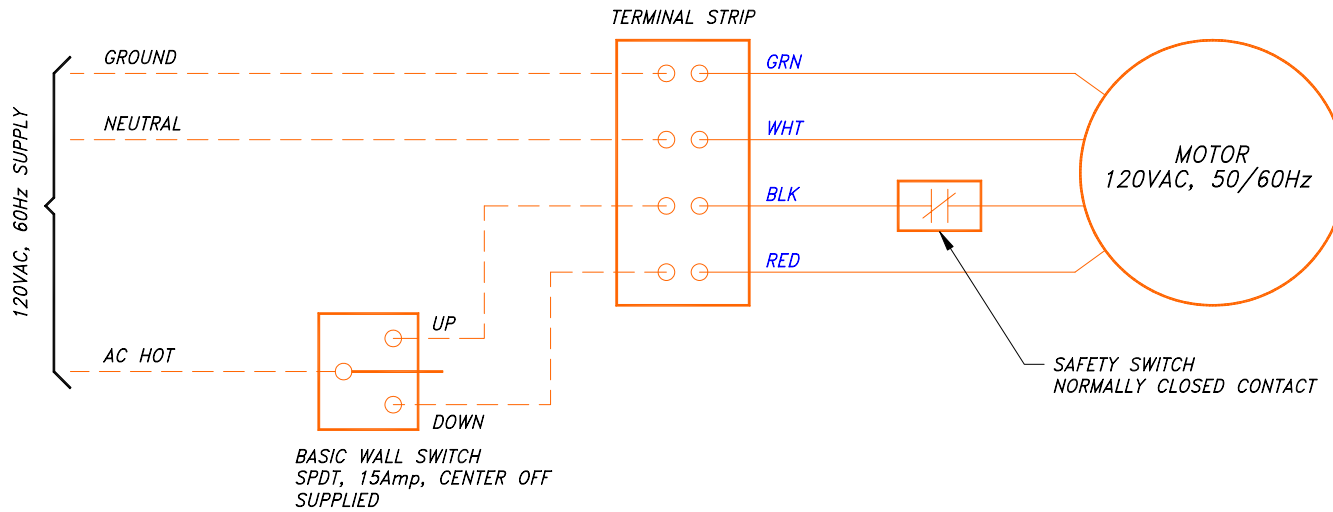 TERMINAL STRIP
GROUND
GRN
NEUTRAL
WHT
120VAC, 60Hz SUPPLY
MOTOR
120VAC, 50/60Hz
BLK
RED
UP
AC HOT
DOWN
SAFETY SWITCH
NORMALLY CLOSED CONTACT
BASIC WALL SWITCH
SPDT, 15Amp, CENTER OFF
SUPPLIED